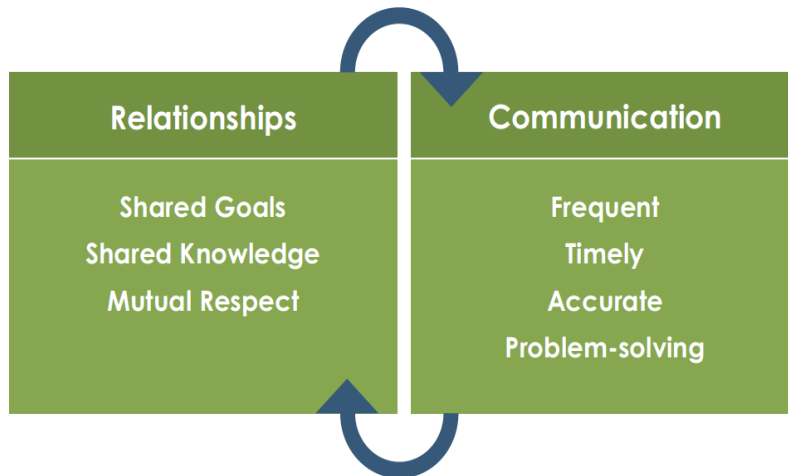 Relationships
Shared Goals
Shared Knowledge
Mutual Respect
Communication
Frequent
Timely
Accurate
Problem-solving